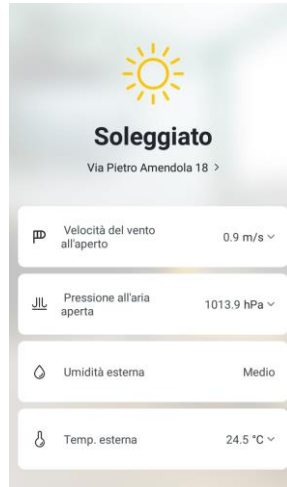 Soleggiato
Via Pietro Amendola 18 >
Velocità del vento
all'aperto
0.9 m/s
Pressione all'aria
aperta
1013.9 hPa
Umidità esterna
Medio
Temp. esterna
24.5 °C